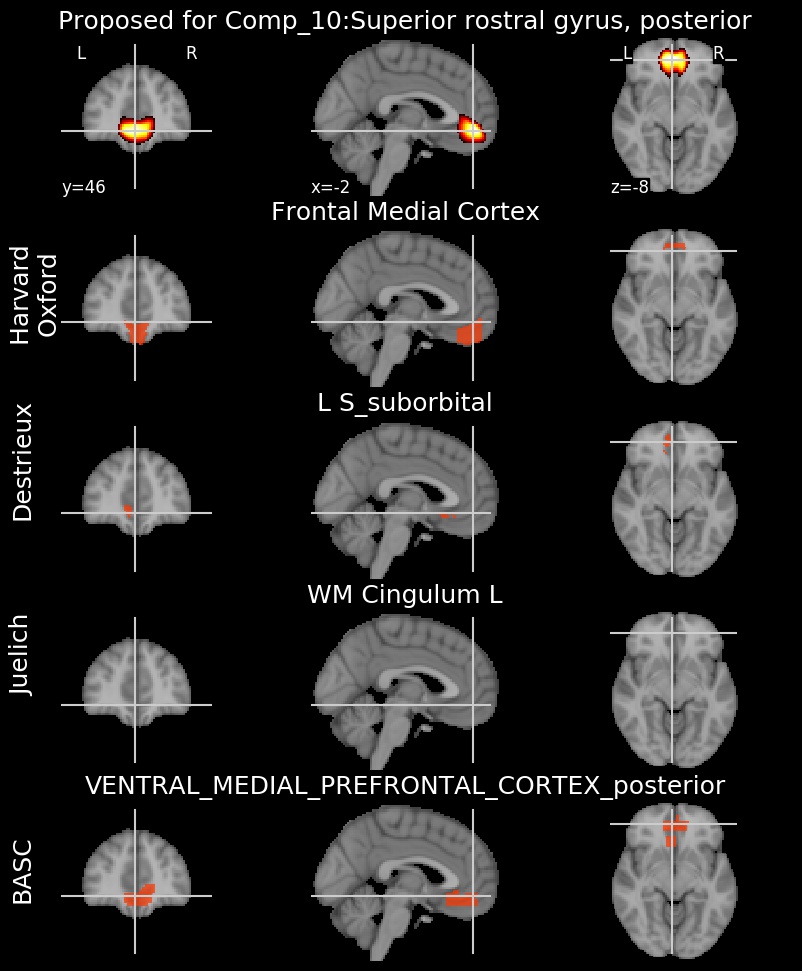 Proposed for Comp_10:Superior rostral gyrus, posterior
L R L R
y=46 x=-2 z=-8
Frontal Medial Cortex
Harvard
Oxford
L S_suborbital
Destrieux
WM Cingulum L
Juelich
VENTRAL_MEDIAL_PREFRONTAL_CORTEX_posterior
BASC